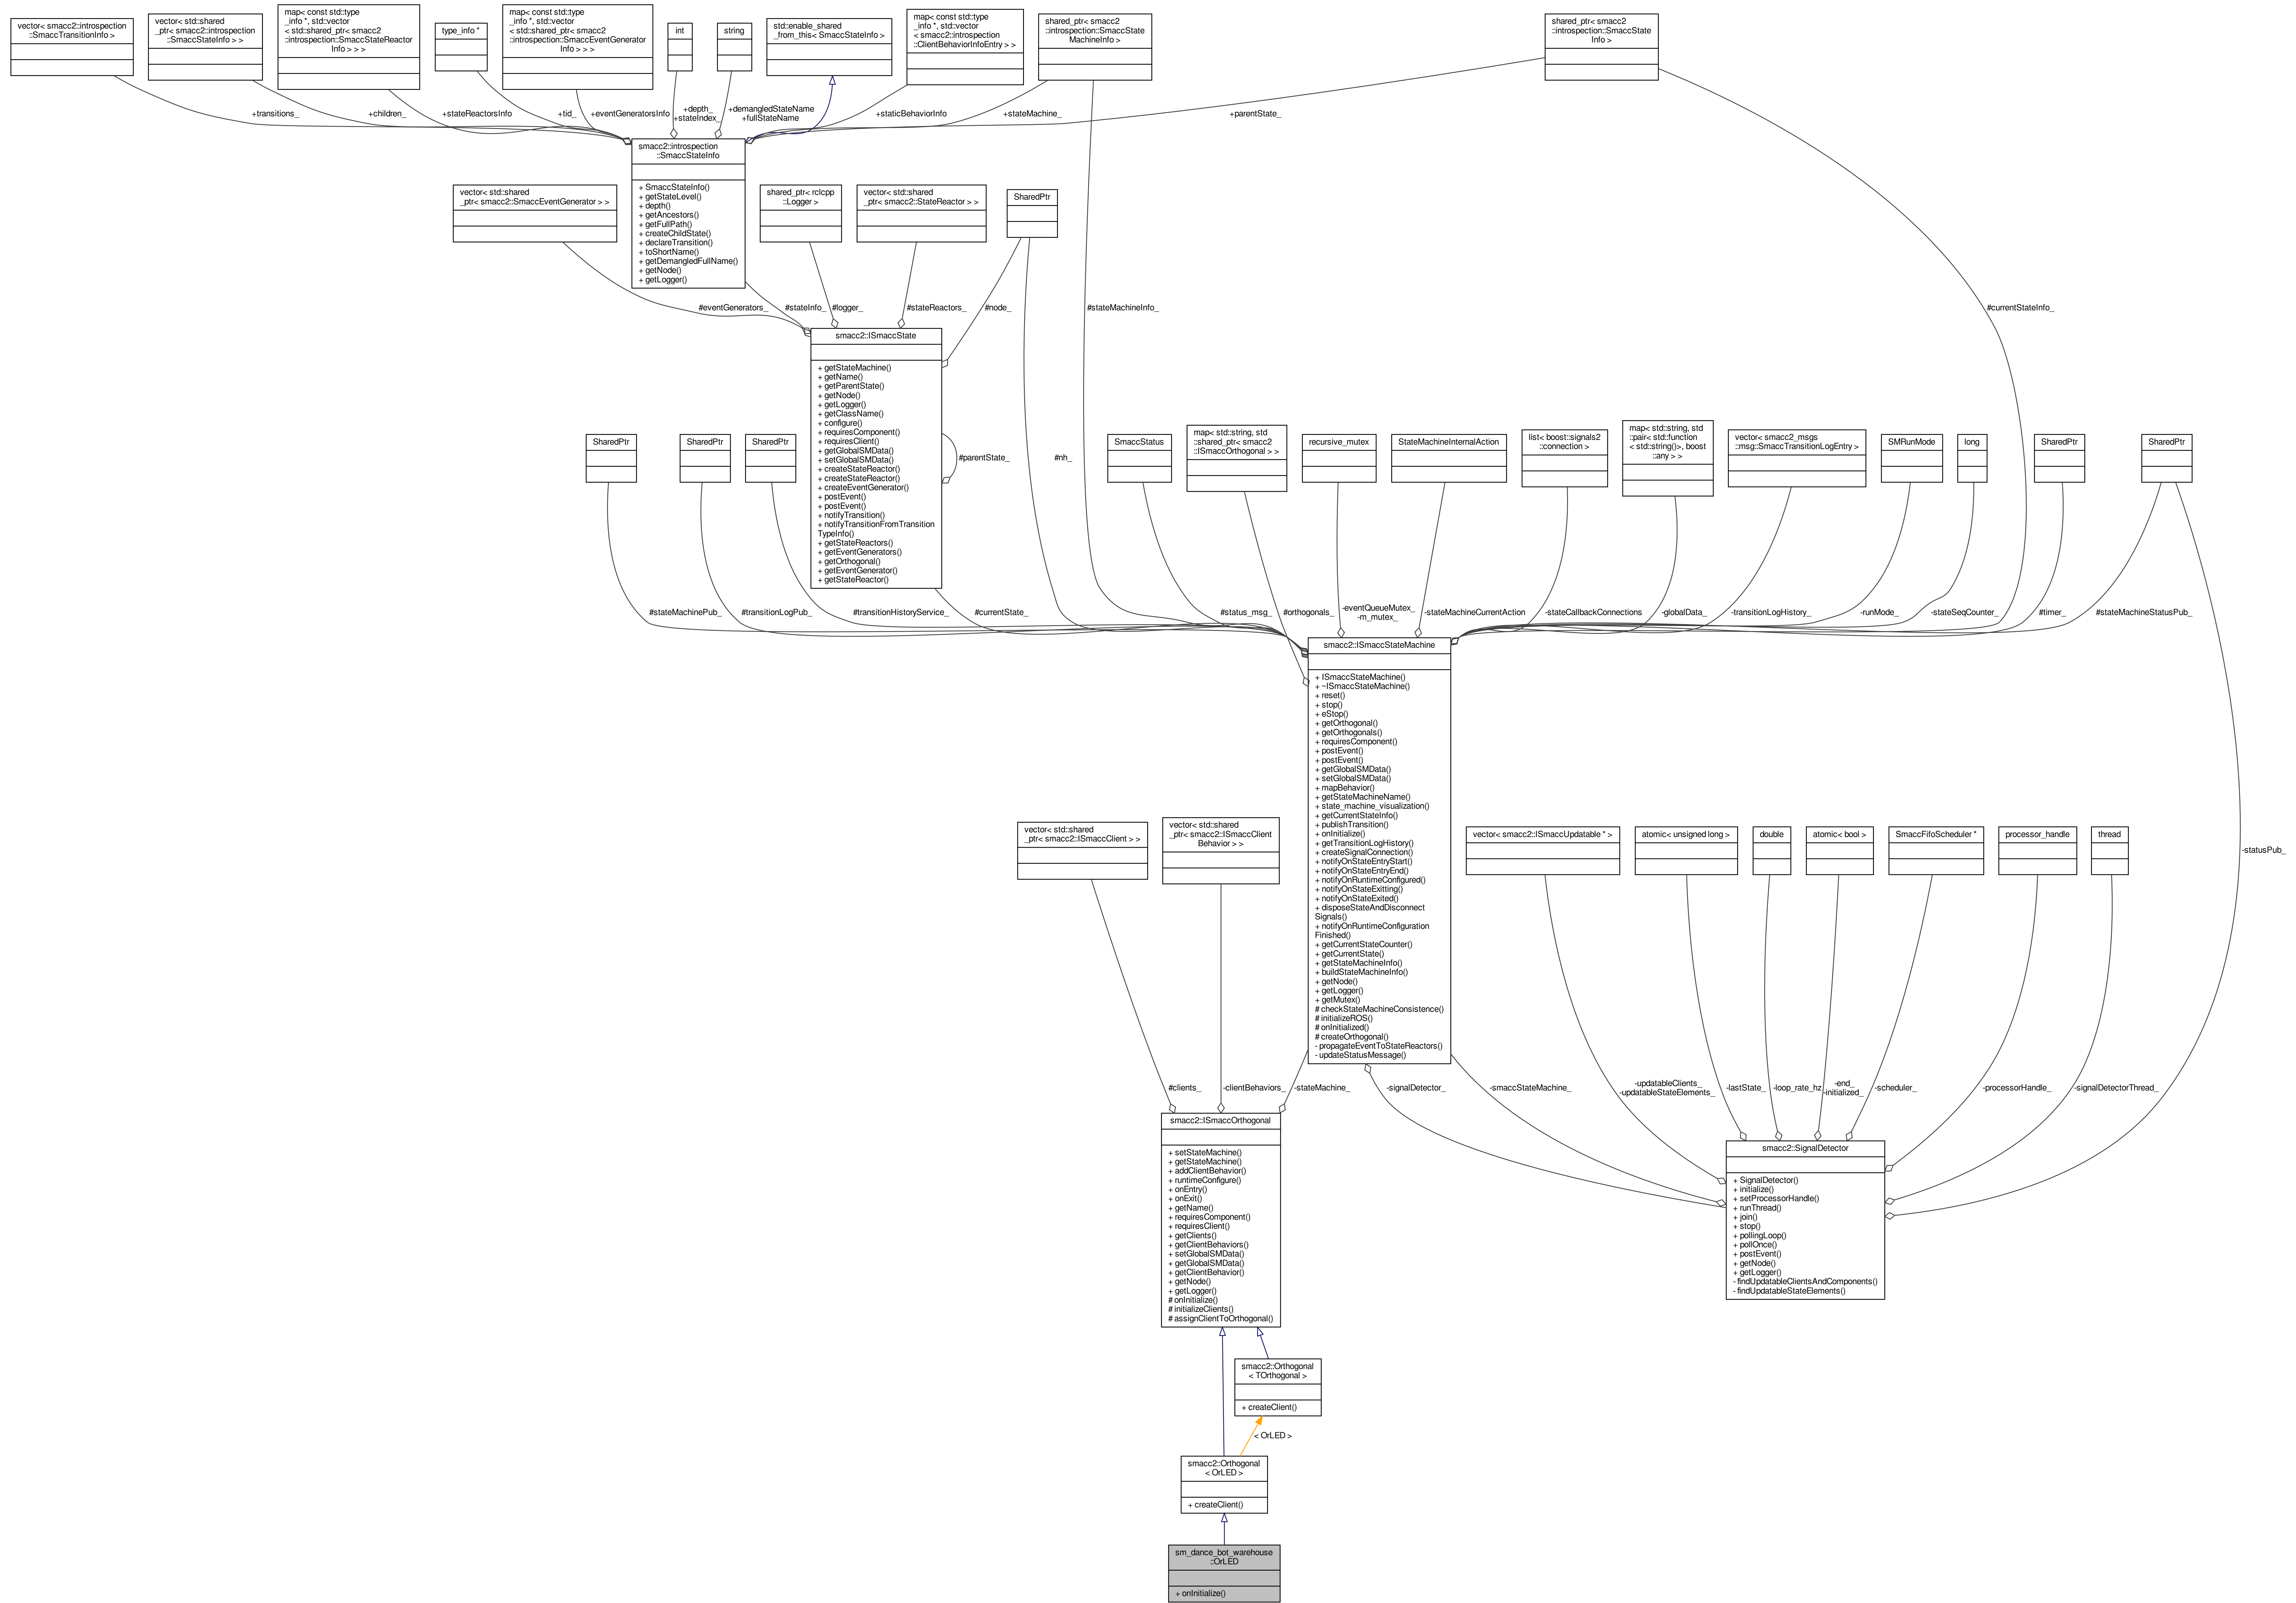 vector< smacc2::introspection
::SmaccTransitionInfo >
vector< std::shared
_ptr< smacc2::introspection
::SmaccStateInfo > >
map< const std::type
_info *, std::vector
< std::shared_ptr< smacc2
::introspection::SmaccStateReactor
Info > > >
type_info *
map< const std::type
_info *, std::vector
< std::shared_ptr< smacc2
::introspection::SmaccEventGenerator
Info > > >
int
string
std::enable_shared
_from_this< SmaccStateInfo >
map< const std::type
_info *, std::vector
< smacc2::introspection
::ClientBehaviorInfoEntry > >
shared_ptr< smacc2
::introspection::SmaccState
MachineInfo >
shared_ptr< smacc2
::introspection::SmaccState
Info >
+transitions_
+children_
+stateReactorsInfo
+tid_
+eventGeneratorsInfo
+depth_
+stateIndex_
+demangledStateName
+fullStateName
+staticBehaviorInfo
+stateMachine_
+parentState_
smacc2::introspection
::SmaccStateInfo
+ SmaccStateInfo()
+ getStateLevel()
+ depth()
+ getAncestors()
+ getFullPath()
+ createChildState()
+ declareTransition()
+ toShortName()
+ getDemangledFullName()
+ getNode()
+ getLogger()
vector< std::shared
_ptr< smacc2::SmaccEventGenerator > >
shared_ptr< rclcpp
::Logger >
vector< std::shared
_ptr< smacc2::StateReactor > >
SharedPtr
#eventGenerators_
#stateInfo_
#logger_
#stateReactors_
#node_
#stateMachineInfo_
#currentStateInfo_
smacc2::ISmaccState
+ getStateMachine()
+ getName()
+ getParentState()
+ getNode()
+ getLogger()
+ getClassName()
+ configure()
+ requiresComponent()
+ requiresClient()
+ getGlobalSMData()
+ setGlobalSMData()
+ createStateReactor()
+ createStateReactor()
+ createEventGenerator()
+ postEvent()
+ postEvent()
+ notifyTransition()
+ notifyTransitionFromTransition
TypeInfo()
+ getStateReactors()
+ getEventGenerators()
+ getOrthogonal()
+ getEventGenerator()
+ getStateReactor()
#parentState_
#nh_
SharedPtr
SharedPtr
SharedPtr
SmaccStatus
map< std::string, std
::shared_ptr< smacc2
::ISmaccOrthogonal > >
recursive_mutex
StateMachineInternalAction
list< boost::signals2
::connection >
map< std::string, std
::pair< std::function
< std::string()>, boost
::any > >
vector< smacc2_msgs
::msg::SmaccTransitionLogEntry >
SMRunMode
long
SharedPtr
SharedPtr
#stateMachinePub_
#transitionLogPub_
#transitionHistoryService_
#currentState_
#status_msg_
#orthogonals_
-eventQueueMutex_
-m_mutex_
-stateMachineCurrentAction
-stateCallbackConnections
-globalData_
-transitionLogHistory_
-runMode_
-stateSeqCounter_
#timer_
#stateMachineStatusPub_
smacc2::ISmaccStateMachine
+ ISmaccStateMachine()
+ ~ISmaccStateMachine()
+ reset()
+ stop()
+ eStop()
+ getOrthogonal()
+ getOrthogonals()
+ requiresComponent()
+ postEvent()
+ postEvent()
+ getGlobalSMData()
+ setGlobalSMData()
+ mapBehavior()
+ getStateMachineName()
+ state_machine_visualization()
+ getCurrentStateInfo()
+ publishTransition()
+ onInitialize()
+ getTransitionLogHistory()
+ createSignalConnection()
+ notifyOnStateEntryStart()
+ notifyOnStateEntryEnd()
+ notifyOnRuntimeConfigured()
+ notifyOnStateExitting()
+ notifyOnStateExited()
+ disposeStateAndDisconnect
Signals()
+ notifyOnRuntimeConfiguration
Finished()
+ getCurrentStateCounter()
+ getCurrentState()
+ getStateMachineInfo()
+ buildStateMachineInfo()
+ getNode()
+ getLogger()
+ getMutex()
# checkStateMachineConsistence()
# initializeROS()
# onInitialized()
# createOrthogonal()
- propagateEventToStateReactors()
- updateStatusMessage()
vector< std::shared
_ptr< smacc2::ISmaccClient > >
vector< std::shared
_ptr< smacc2::ISmaccClient
Behavior > >
vector< smacc2::ISmaccUpdatable * >
atomic< unsigned long >
double
atomic< bool >
SmaccFifoScheduler *
processor_handle
thread
-statusPub_
#clients_
-clientBehaviors_
-stateMachine_
-signalDetector_
-smaccStateMachine_
-updatableClients_
-updatableStateElements_
-lastState_
-loop_rate_hz
-end_
-initialized_
-scheduler_
-processorHandle_
-signalDetectorThread_
smacc2::ISmaccOrthogonal
+ setStateMachine()
+ getStateMachine()
+ addClientBehavior()
+ runtimeConfigure()
+ onEntry()
+ onExit()
+ getName()
+ requiresComponent()
+ requiresClient()
+ getClients()
+ getClientBehaviors()
+ setGlobalSMData()
+ getGlobalSMData()
+ getClientBehavior()
+ getNode()
+ getLogger()
# onInitialize()
# initializeClients()
# assignClientToOrthogonal()
smacc2::SignalDetector
+ SignalDetector()
+ initialize()
+ setProcessorHandle()
+ runThread()
+ join()
+ stop()
+ pollingLoop()
+ pollOnce()
+ postEvent()
+ getNode()
+ getLogger()
- findUpdatableClientsAndComponents()
- findUpdatableStateElements()
smacc2::Orthogonal
< TOrthogonal >
+ createClient()
< OrLED >
smacc2::Orthogonal
< OrLED >
+ createClient()
sm_dance_bot_warehouse
::OrLED
+ onInitialize()